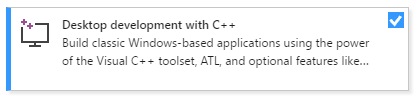 Desktop development with C++
Build classic Windows-based applications using the power
of the Visual C++ toolset, ATL, and optional features like...